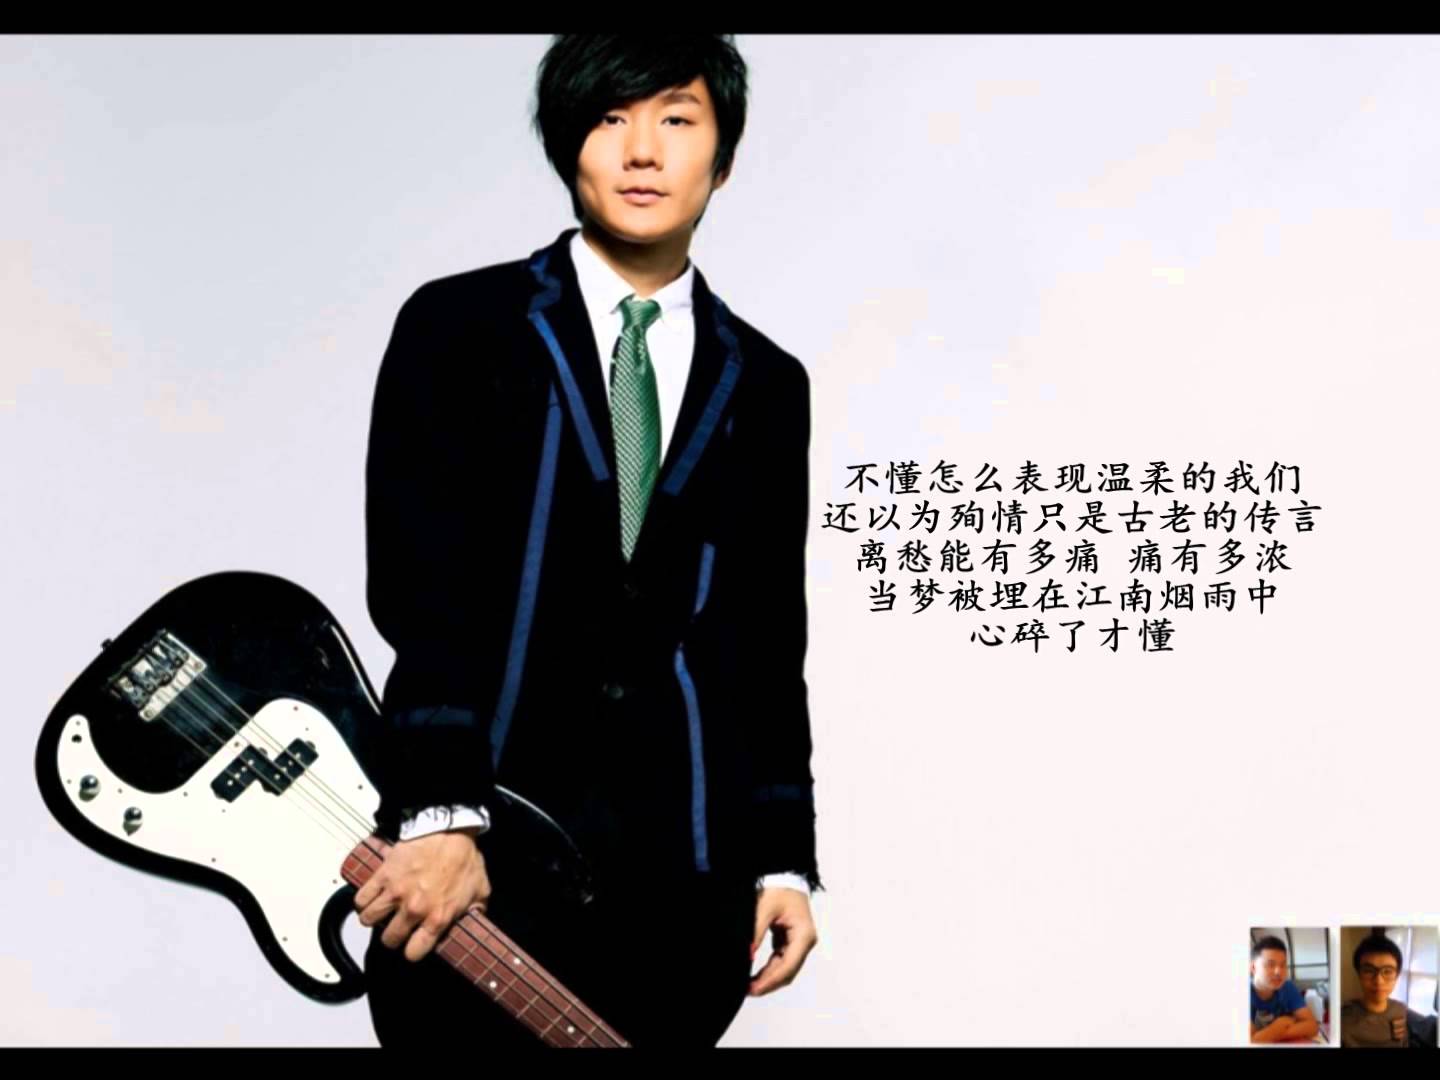 不懂怎么表现温柔的我们
还以为殉情只是古老的传言
离愁能有多痛 痛有多浓
当梦被埋在江南烟雨中
心碎了才懂